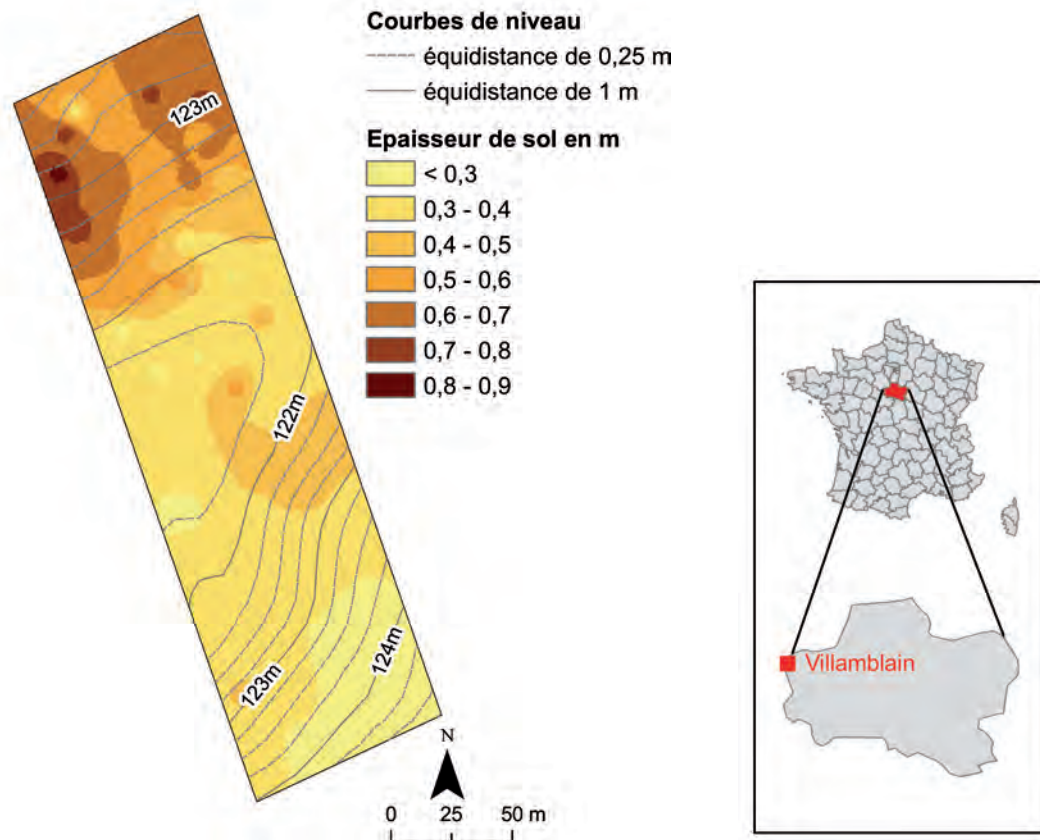 Courbes de niveau
équidistance de 0,25 m
équidistance de 1 m
Epaisseur de sol en m
< 0,3
0,3 - 0,4
0,4 - 0,5
0,5 - 0,6
0,6 - 0,7
0,7 - 0,8
0,8 - 0,9
123m
122m
124m
123m
Villamblain
N
0 25 50 m